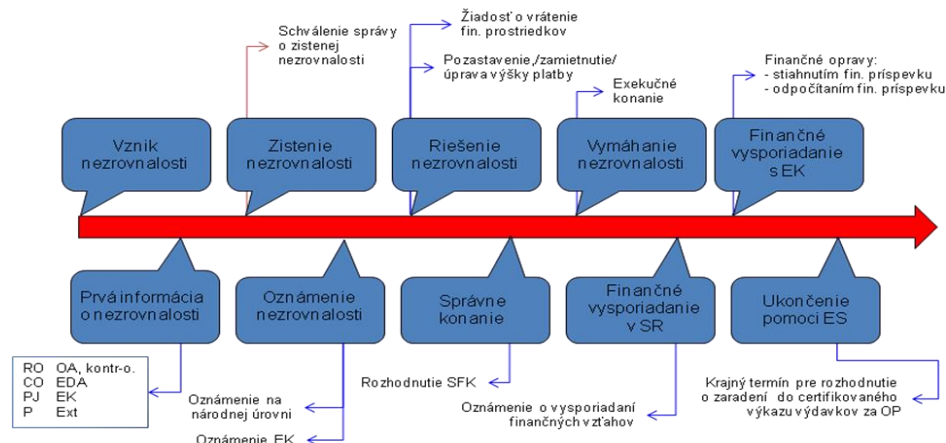 Schválenie správy
o zistenej
nezrovnalosti
Žiadosť o vrátenie
fin. prostriedkov
Pozastavenie,/zamietnutie/
úprava výšky platby
Exekučné
konanie
Finančné opravy:
- stiahnutím fin. príspevku
- odpočítaním fin. príspevku
Vznik
nezrovnalosti
Zistenie
nezrovnalosti
Riešenie
nezrovnalosti
Vymáhanie
nezrovnalosti
Finančné
vysporiadanie
s EK
Prvá informácia
o nezrovnalosti
Oznámenie
nezrovnalosti
Správne
konanie
Finančné
vysporiadanie
v SR
Ukončenie
pomoci ES
RO OA, kontr-o.
CO EDA
PJ EK
P Ext
Oznámenie na
národnej úrovni
Oznámenie EK
Rozhodnutie SFK
Oznámenie o vysporiadaní
finančných vzťahov
Krajný termín pre rozhodnutie
o zaradení do certifikovaného
výkazu výdavkov za OP